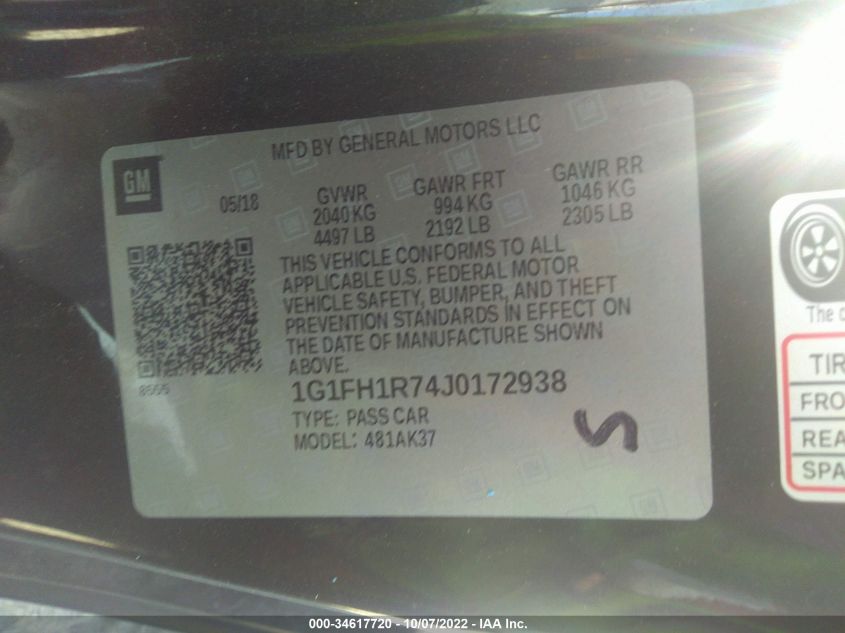 MFD BY GENERAL MOTORS LLC
GM
05/18
GVWR
2040 KG
4497 LB
GAWR FRT
994 KG
2192 LB
GAWR RR
1046 KG
2305 LB
THIS VEHICLE CONFORMS TO ALL
APPLICABLE U.S. FEDERAL MOTOR
VEHICLE SAFETY, BUMPER, AND THEFT
PREVENTION STANDARDS IN EFFECT ON
THE DATE OF MANUFACTURE SHOWN
ABOVE.
1G1FH1R74J0172938
TYPE: PASS CAR
MODEL: 481AK37
S
The
TIR
FRO
REA
SPA
000-34617720 - 10/07/2022 - IAA Inc.